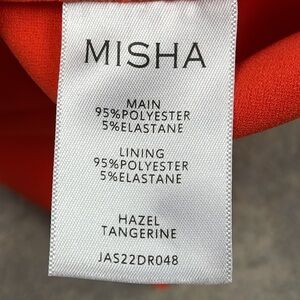 MISHA
MAIN
95%POLYESTER
5%ELASTANE
LINING
95%POLYESTER
5%ELASTANE
HAZEL
TANGERINE
JAS22DR048